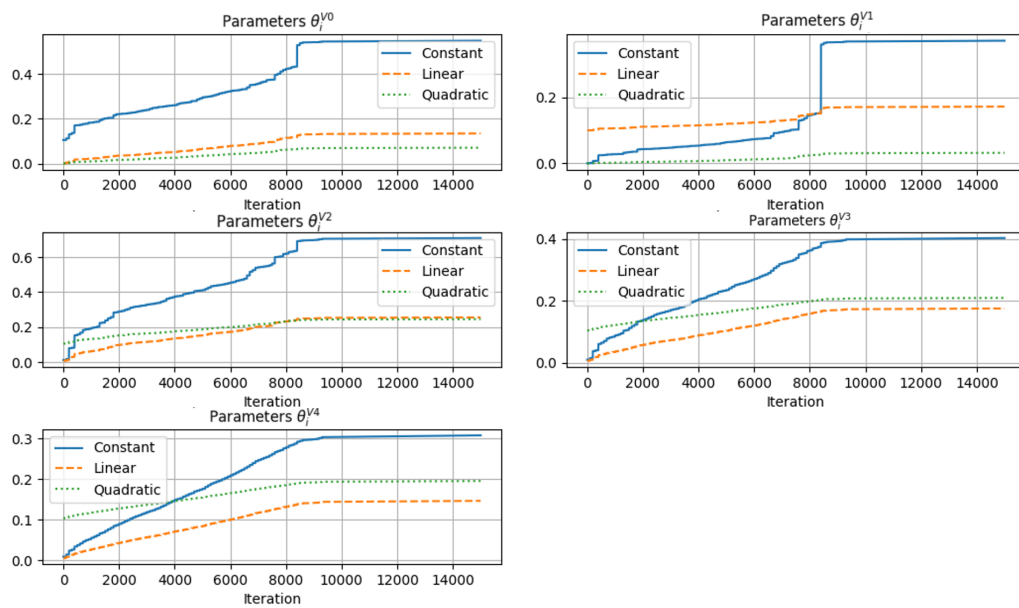 Parameters θ_i^{V0}
0.4
0.2
0.0
Constant
Linear
Quadratic
0 2000 4000 6000 8000 10000 12000 14000
Iteration
Parameters θ_i^{V1}
0.2
0.0
Constant
Linear
Quadratic
0 2000 4000 6000 8000 10000 12000 14000
Iteration
Parameters θ_i^{V2}
0.6
0.4
0.2
0.0
Constant
Linear
Quadratic
0 2000 4000 6000 8000 10000 12000 14000
Iteration
Parameters θ_i^{V3}
0.4
0.2
0.0
Constant
Linear
Quadratic
0 2000 4000 6000 8000 10000 12000 14000
Iteration
Parameters θ_i^{V4}
0.3
0.2
0.1
0.0
Constant
Linear
Quadratic
0 2000 4000 6000 8000 10000 12000 14000
Iteration